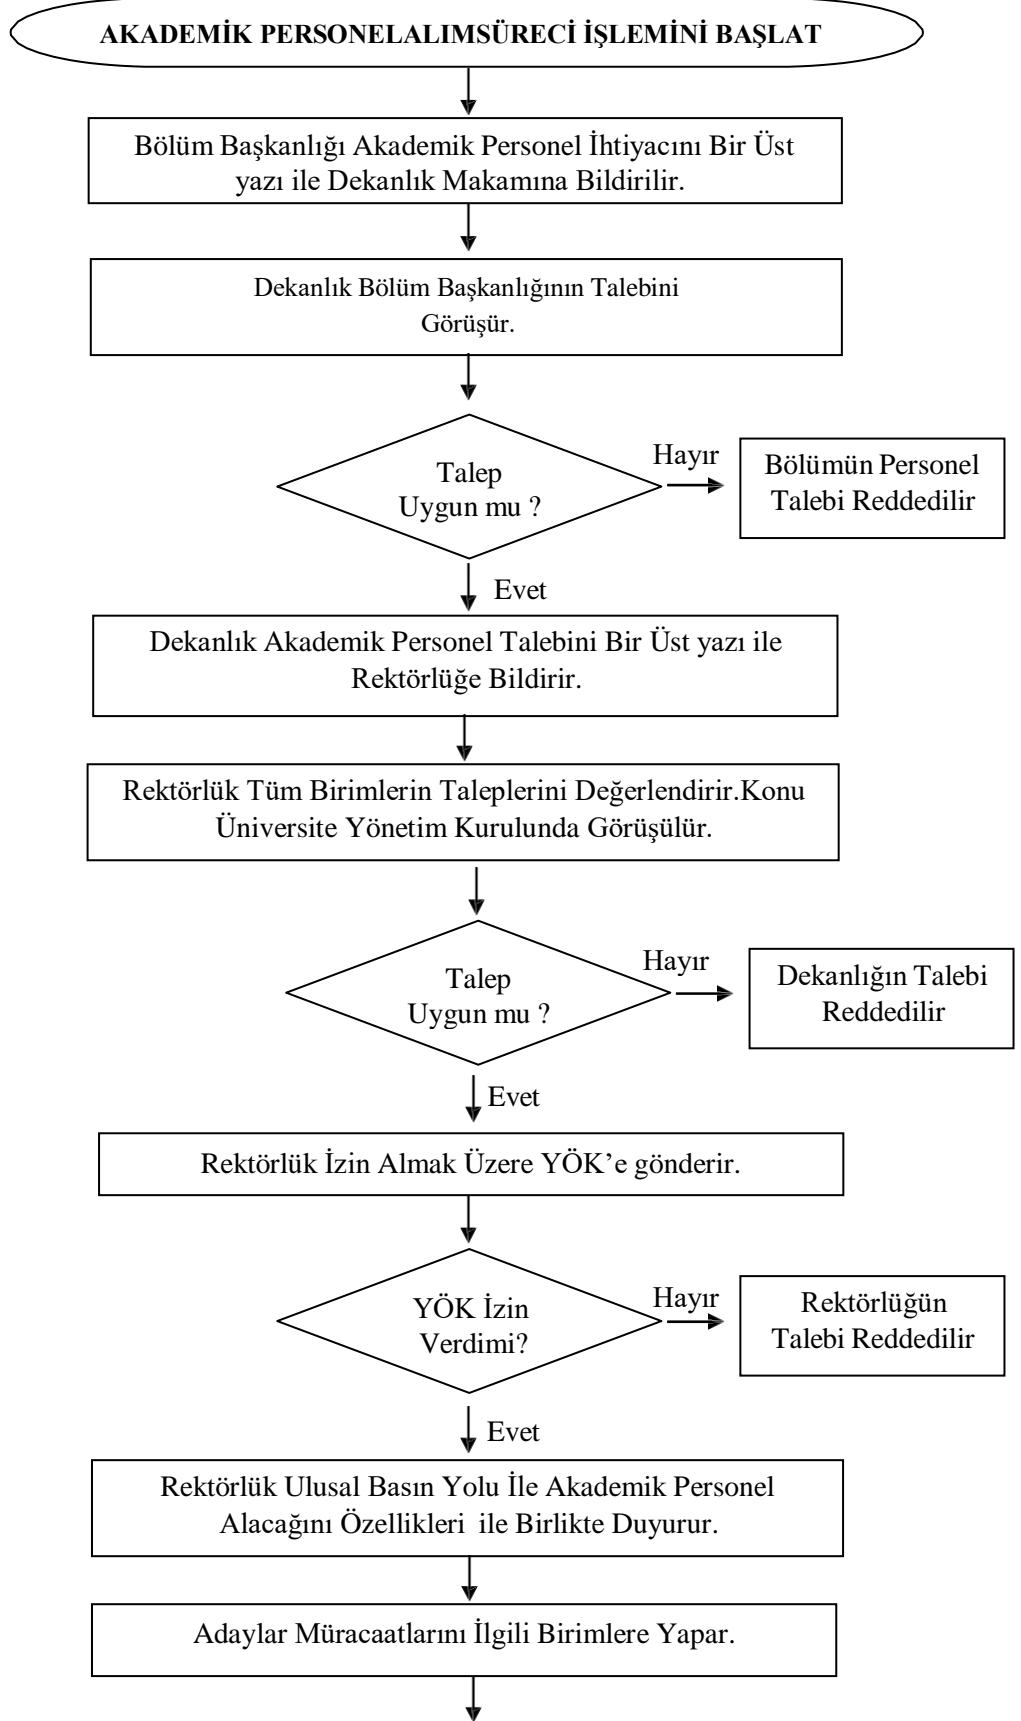 AKADEMİK PERSONELALIMSÜRECİ İŞLEMİNİ BAŞLAT
Bölüm Başkanlığı Akademik Personel İhtiyacını Bir Üst
yazı ile Dekanlık Makamına Bildirilir.
Dekanlık Bölüm Başkanlığının Talebini
Görüşür.
Talep
Uygun mu ?
Hayır
Bölümün Personel
Talebi Reddedilir
Evet
Dekanlık Akademik Personel Talebini Bir Üst yazı ile
Rektörlüğe Bildirir.
Rektörlük Tüm Birimlerin Taleplerini Değerlendirir.Konu
Üniversite Yönetim Kurulunda Görüşülür.
Talep
Uygun mu ?
Hayır
Dekanlığın Talebi
Reddedilir
Evet
Rektörlük İzin Almak Üzere YÖK’e gönderir.
YÖK İzin
Verdimi?
Hayır
Rektörlüğün
Talebi Reddedilir
Evet
Rektörlük Ulusal Basın Yolu İle Akademik Personel
Alacağını Özellikleri ile Birlikte Duyurur.
Adaylar Müracaatlarını İlgili Birimlere Yapar.